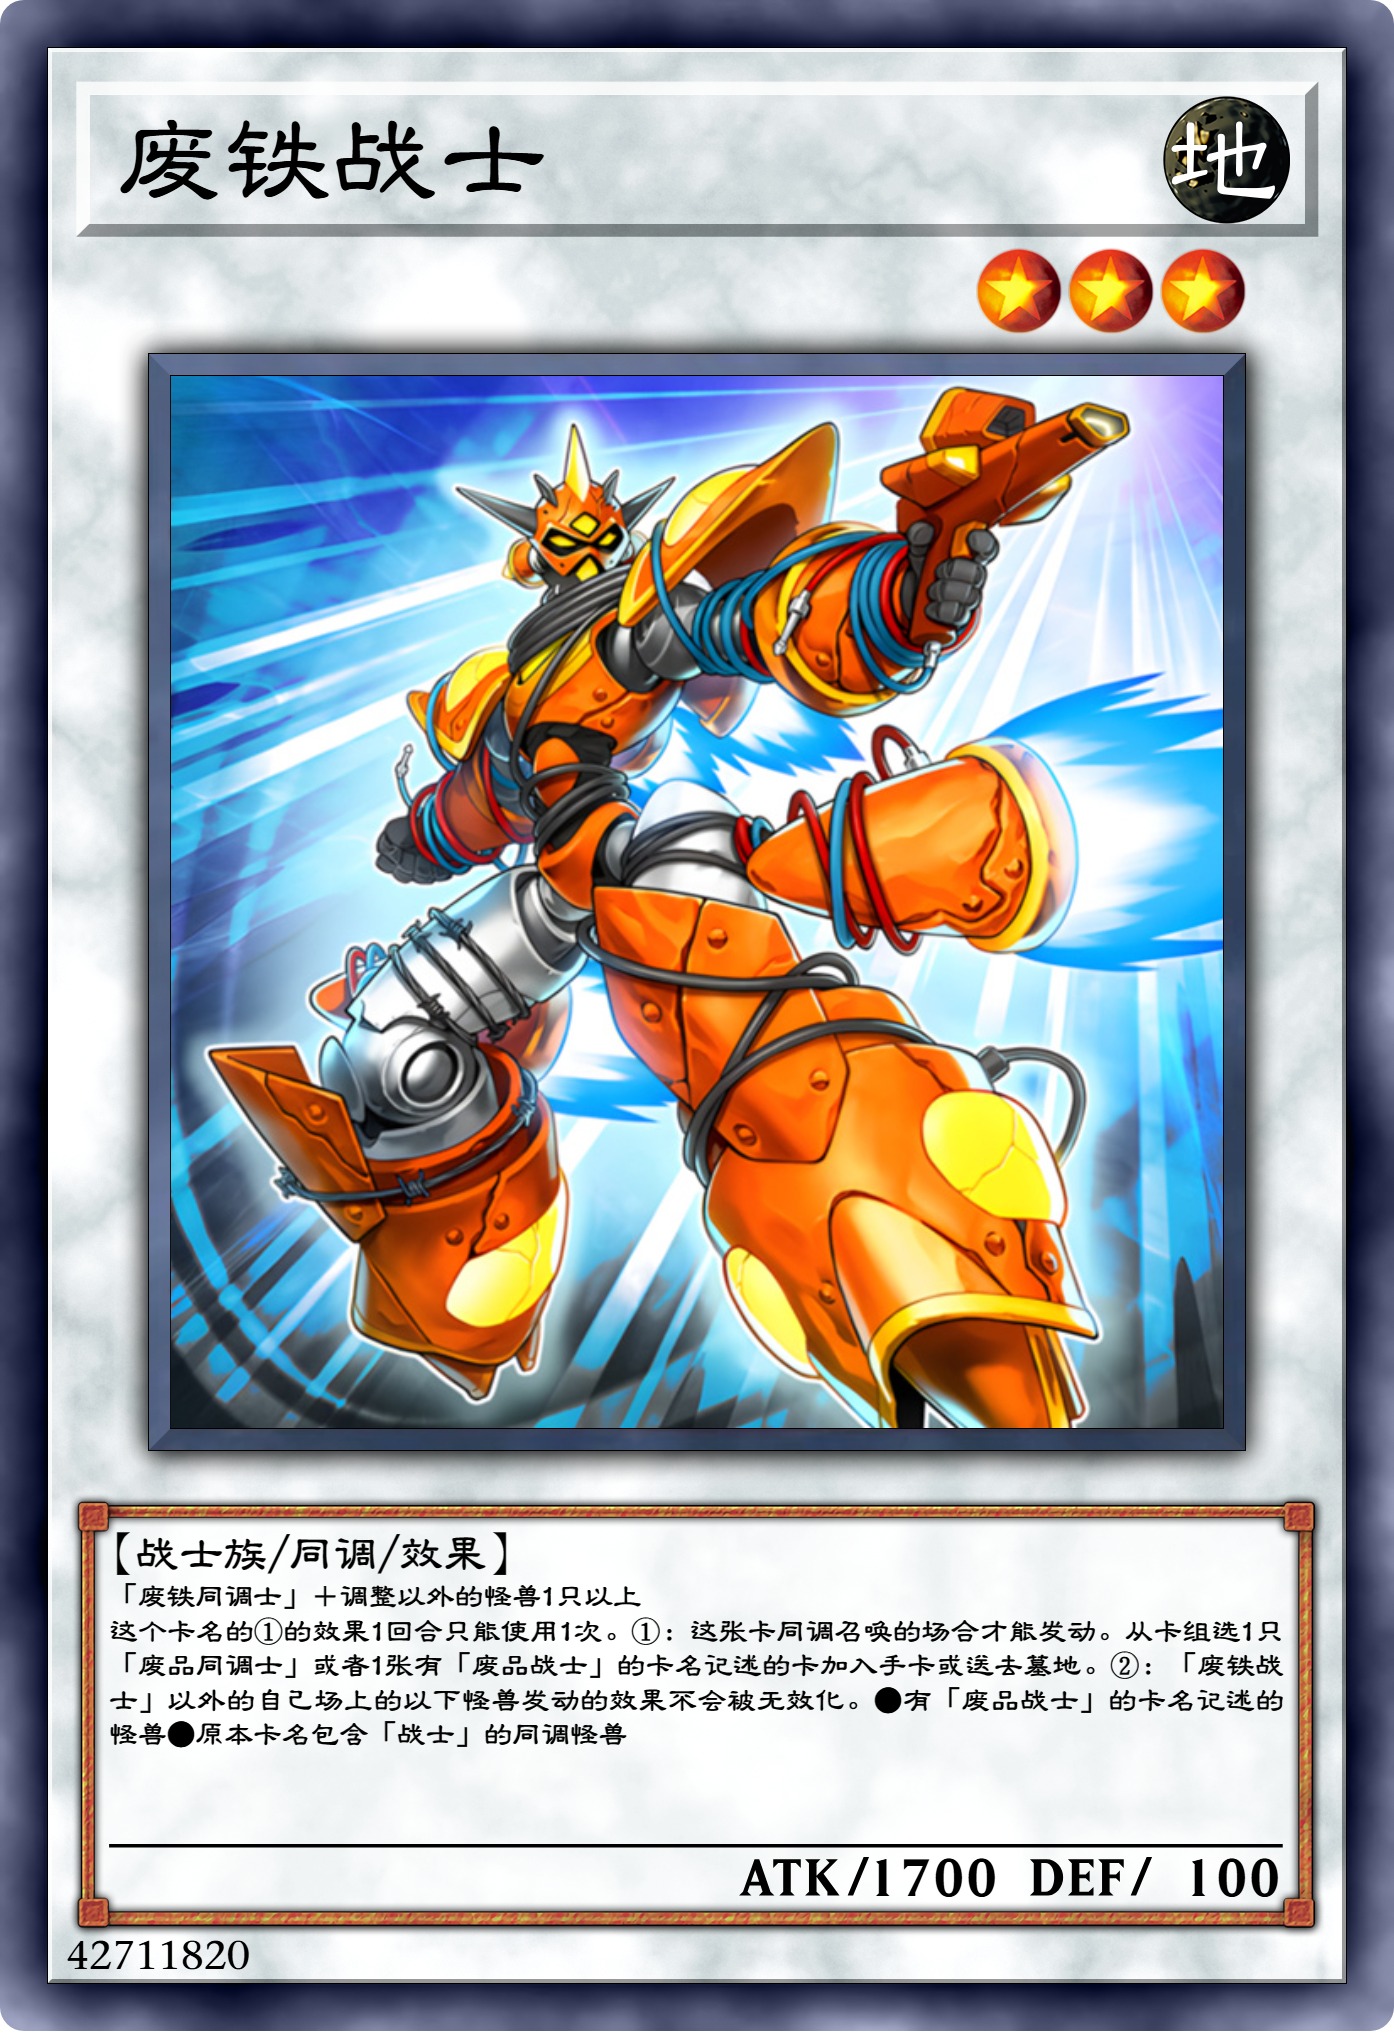 废铁战士
地
【战士族/同调/效果】
「废铁同调士」＋调整以外的怪兽1只以上
这个卡名的①的效果1回合只能使用1次。①：这张卡同调召唤的场合才能发动。从卡组选1只
「废品同调士」或者1张有「废品战士」的卡名记述的卡加入手卡或送去墓地。②：「废铁战
士」以外的自己场上的以下怪兽发动的效果不会被无效化。●有「废品战士」的卡名记述的
怪兽●原本卡名包含「战士」的同调怪兽
ATK/1700 DEF/ 100
42711820